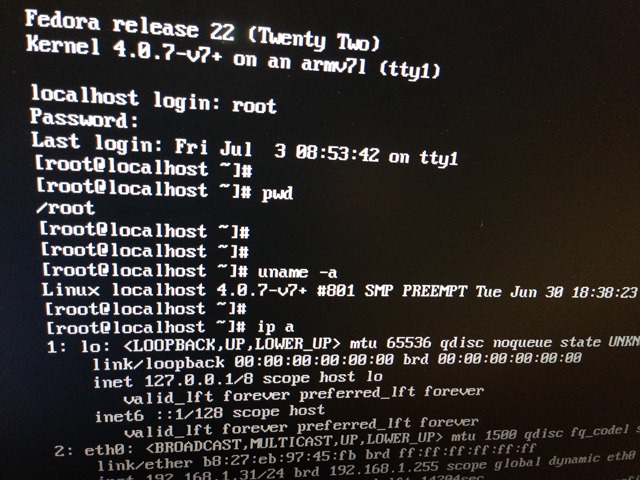 Fedora release 22 (Twenty Two)
Kernel 4.0.7-v7+ on an armv7l (tty1)
localhost login: root
Password:
Last login: Fri Jul  3 08:53:42 on tty1
[root@localhost ~]#
[root@localhost ~]# pwd
/root
[root@localhost ~]#
[root@localhost ~]#
[root@localhost ~]# uname -a
Linux localhost 4.0.7-v7+ #801 SMP PREEMPT Tue Jun 30 18:38:23
[root@localhost ~]#
[root@localhost ~]# ip a
1: lo: <LOOPBACK,UP,LOWER_UP> mtu 65536 qdisc noqueue state UNKN
link/loopback 00:00:00:00:00:00 brd 00:00:00:00:00:00
inet 127.0.0.1/8 scope host lo
valid_lft forever preferred_lft forever
inet6 ::1/128 scope host
valid_lft forever preferred_lft forever
2: eth0: <BROADCAST,MULTICAST,UP,LOWER_UP> mtu 1500 qdisc fq_codel s
link/ether b8:27:eb:97:45:fb brd ff:ff:ff:ff:ff:ff
inet 192.168.1.31/24 brd 192.168.1.255 scope global dynamic eth0